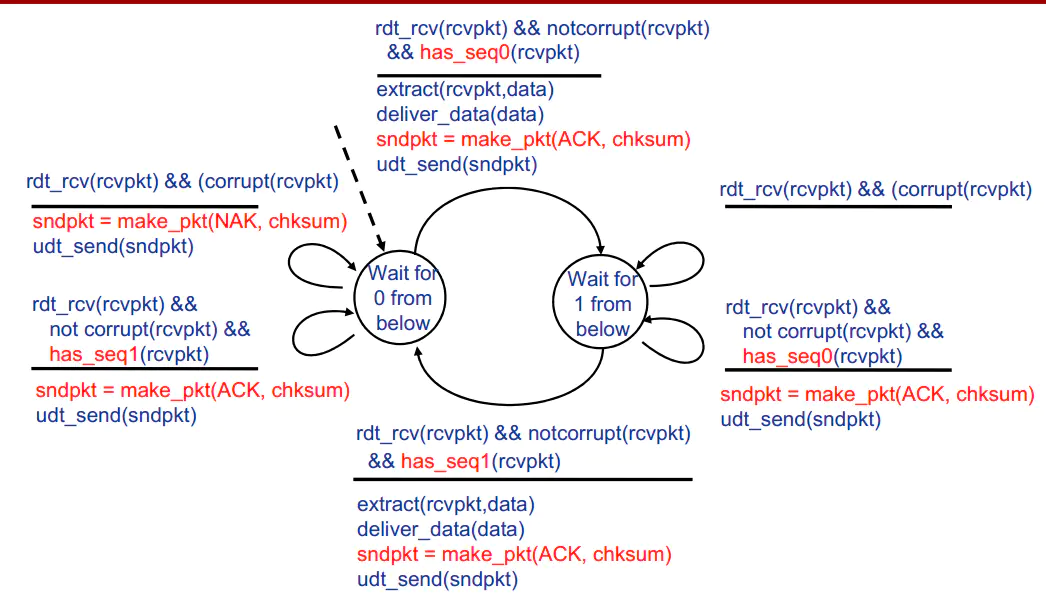 rdt_rcv(rcvpkt) && notcorrupt(rcvpkt)
&& has_seq0(rcvpkt)
extract(rcvpkt,data)
deliver_data(data)
sndpkt = make_pkt(ACK, chksum)
udt_send(sndpkt)
rdt_rcv(rcvpkt) && (corrupt(rcvpkt)
sndpkt = make_pkt(NAK, chksum)
udt_send(sndpkt)
rdt_rcv(rcvpkt) &&
not corrupt(rcvpkt) &&
has_seq1(rcvpkt)
sndpkt = make_pkt(ACK, chksum)
udt_send(sndpkt)
Wait for
0 from
below
Wait for
1 from
below
rdt_rcv(rcvpkt) && (corrupt(rcvpkt)
rdt_rcv(rcvpkt) &&
not corrupt(rcvpkt) &&
has_seq0(rcvpkt)
sndpkt = make_pkt(ACK, chksum)
udt_send(sndpkt)
rdt_rcv(rcvpkt) && notcorrupt(rcvpkt)
&& has_seq1(rcvpkt)
extract(rcvpkt,data)
deliver_data(data)
sndpkt = make_pkt(ACK, chksum)
udt_send(sndpkt)